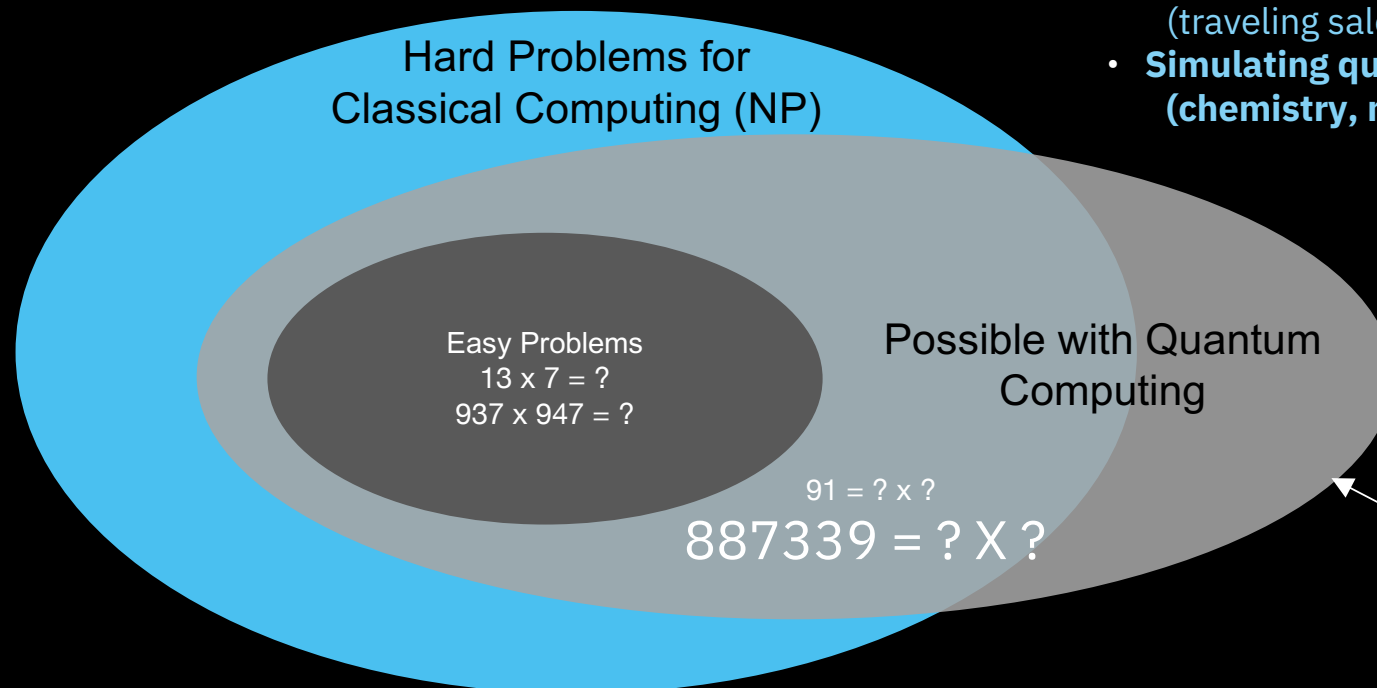 (traveling sal
• Simulating qu
(chemistry,
Hard Problems for
Classical Computing (NP)
Easy Problems
13 x 7 = ?
937 x 947 = ?
Possible with Quantum
Computing
91 = ? x ?
887339 = ? X ?